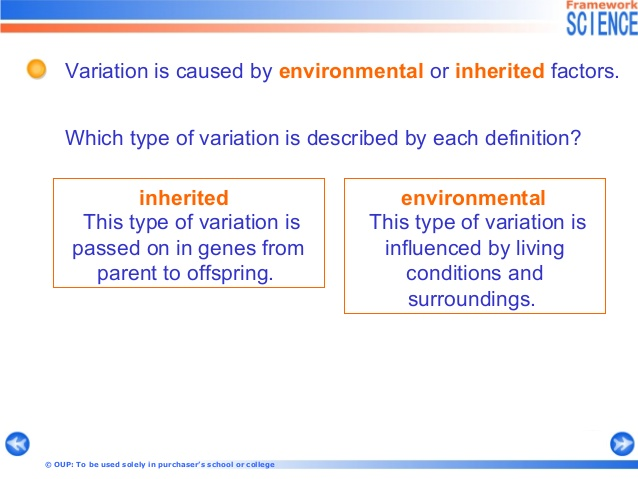 Framework
SCIENCE
Variation is caused by environmental or inherited factors.
Which type of variation is described by each definition?
inherited
This type of variation is
passed on in genes from
parent to offspring.
environmental
This type of variation is
influenced by living
conditions and
surroundings.
© OUP: To be used solely in purchaser's school or college